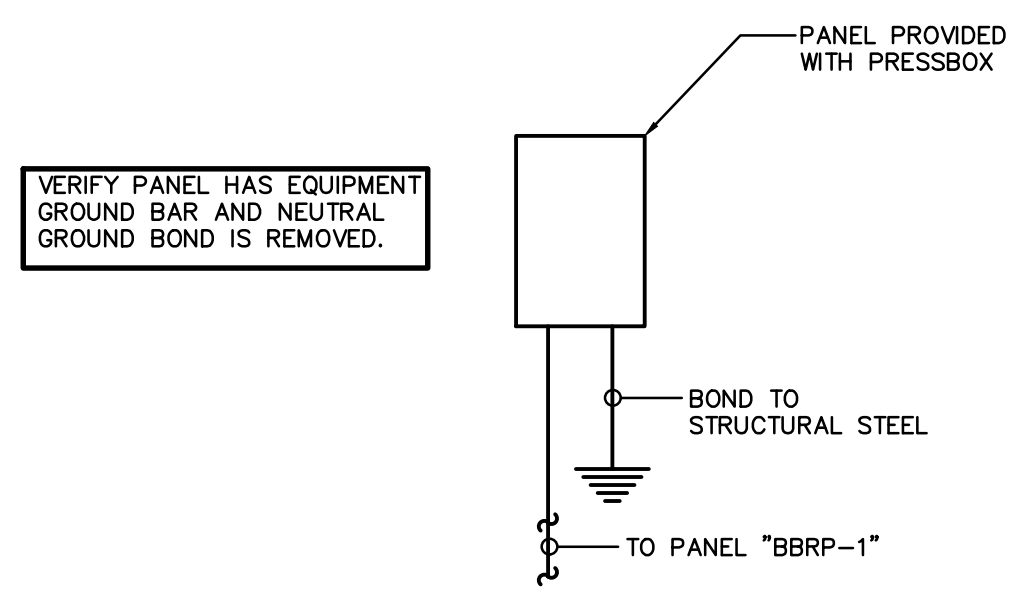 PANEL PROVIDED
WITH PRESSBOX
VERIFY PANEL HAS EQUIPMENT
GROUND BAR AND NEUTRAL
GROUND BOND IS REMOVED.
BOND TO
STRUCTURAL STEEL
TO PANEL "BBRP-1"